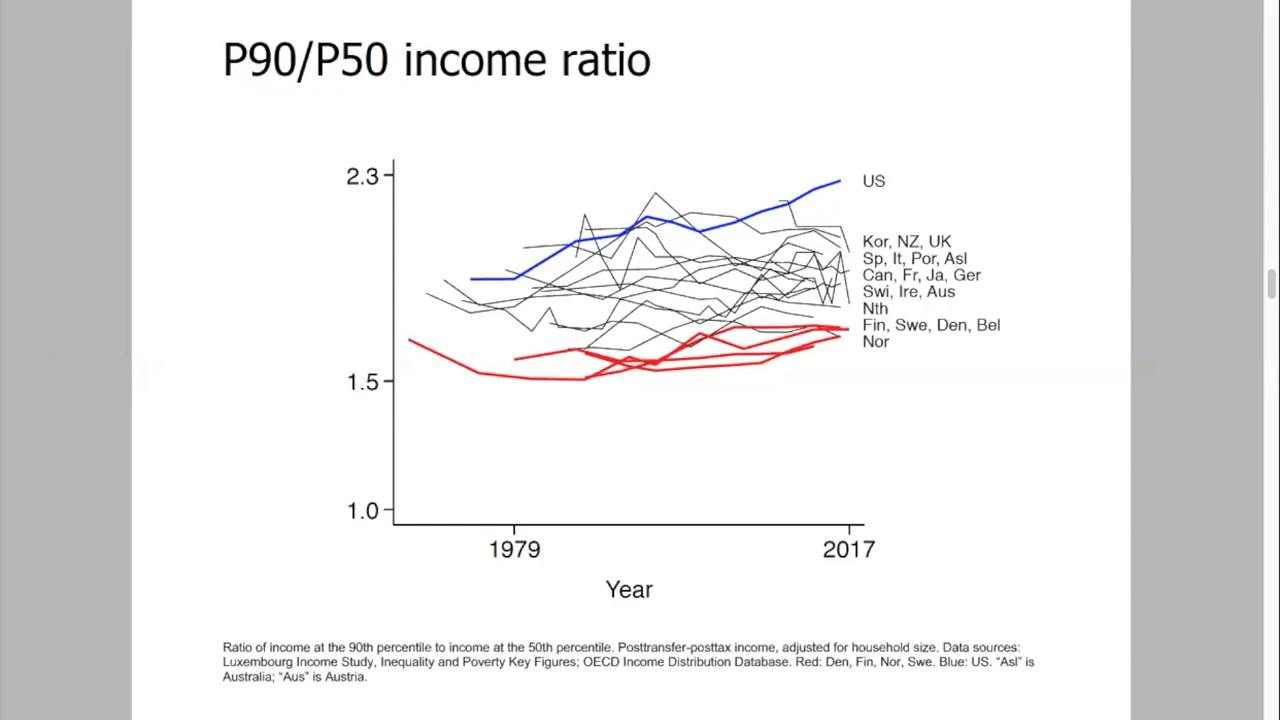 P90/P50 income ratio
2.3
1.5
1.0
US
Kor, NZ, UK
Sp, It, Por, Asl
Can, Fr, Ja, Ger
Swi, Ire, Aus
Nth
Fin, Swe, Den, Bel
Nor
1979
2017
Year
Ratio of income at the 90th percentile to income at the 50th percentile. Posttransfer-posttax income, adjusted for household size. Data sources:
Luxembourg Income Study, Inequality and Poverty Key Figures; OECD Income Distribution Database. Red: Den, Fin, Nor, Swe. Blue: US. “Asl” is
Australia; “Aus” is Austria.